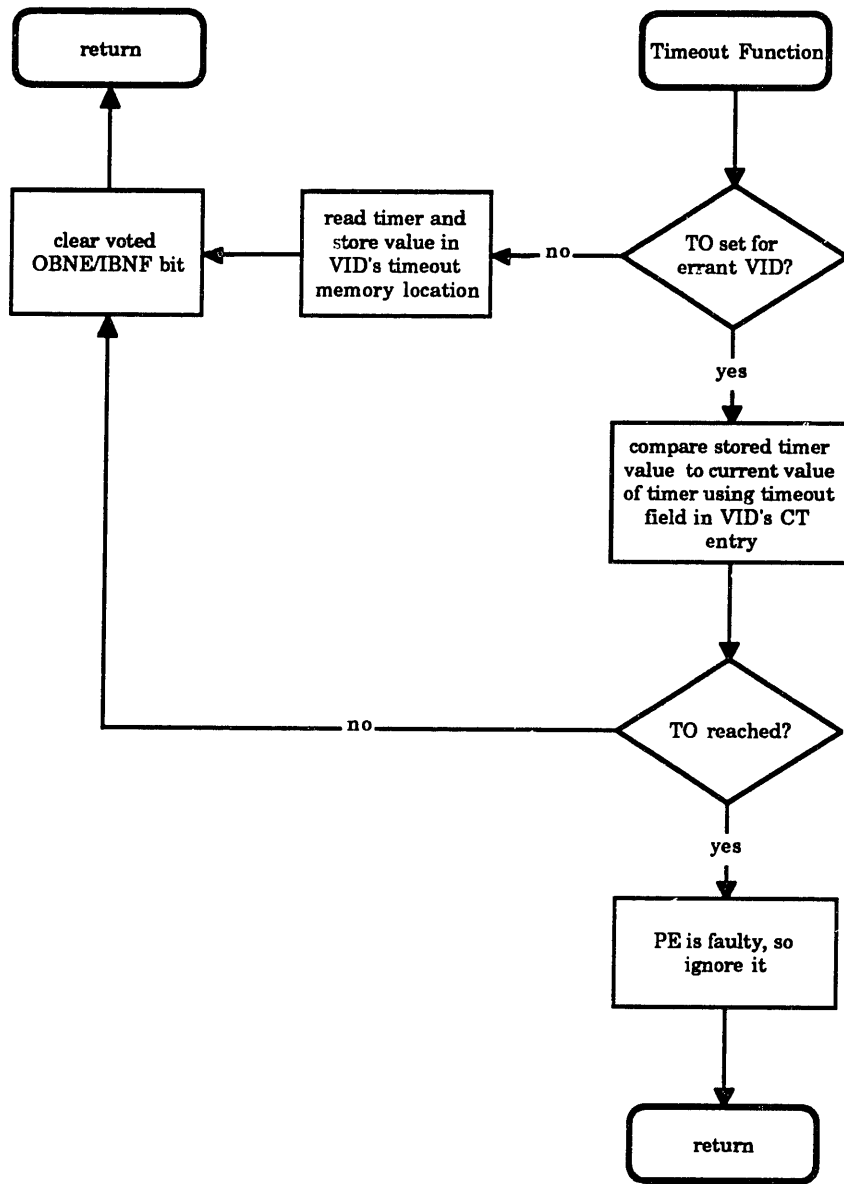 return
Timeout Function
clear voted
OBNE/IBNF bit
read timer and
store value in
VID's timeout
memory location
no
TO set for
errant VID?
yes
compare stored timer
value to current value
of timer using timeout
field in VID's CT
entry
no
TO reached?
yes
PE is faulty, so
ignore it
return